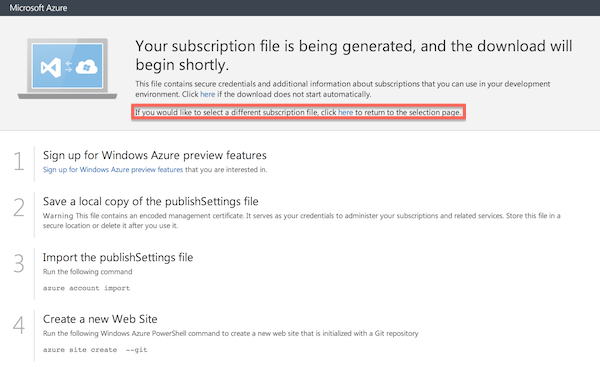 Microsoft Azure
Your subscription file is being generated, and the download will
begin shortly.
This file contains secure credentials and additional information about subscriptions that you can use in your development
environment. Click here if the download does not start automatically.
If you would like to select a different subscription file, click here to return to the selection page.
1 Sign up for Windows Azure preview features
Sign up for Windows Azure preview features that you are interested in.
2 Save a local copy of the publishSettings file
Warning This file contains an encoded management certificate. It serves as your credentials to administer your subscriptions and related services. Store this file in a
secure location or delete it after you use it.
3 Import the publishSettings file
Run the following command
azure account import
4 Create a new Web Site
Run the following Windows Azure PowerShell command to create a new web site that is initialized with a Git repository
azure site create --git